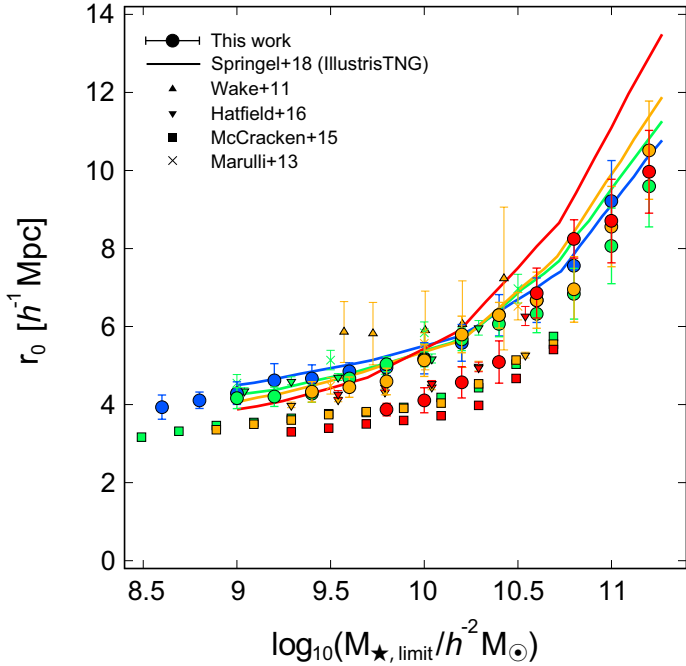 This work
Springel+18 (IllustrisTNG)
Wake+11
Hatfield+16
McCracken+15
Marulli+13
14
12
10
8
6
4
2
0
r₀ [h⁻¹ Mpc]
8.5 9 9.5 10 10.5 11
log₁₀(M★, limit/h⁻²M☉)